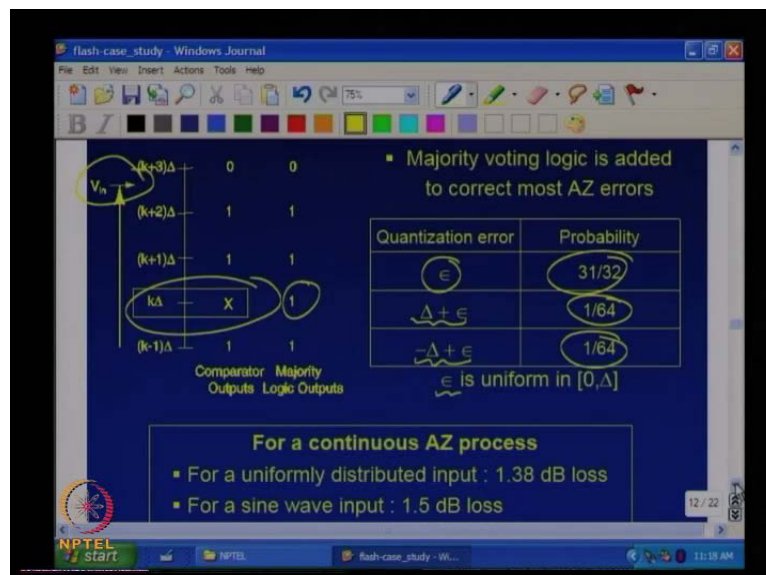 flash-case_study - Windows Journal
File Edit View Insert Actions Tools Help
75%
B I
(k+3)Δ 0 0
V_in
(k+2)Δ 1 1
(k+1)Δ 1 1
kΔ X 1
(k-1)Δ 1 1
Comparator Outputs Majority Logic Outputs
▪ Majority voting logic is added to correct most AZ errors
Quantization error Probability
ϵ 31/32
Δ + ϵ 1/64
-Δ + ϵ 1/64
ϵ is uniform in [0,Δ]
For a continuous AZ process
▪ For a uniformly distributed input : 1.38 dB loss
▪ For a sine wave input : 1.5 dB loss
12 / 22
NPTEL
start NPTEL flash-case_study - Wi... 11:18 AM